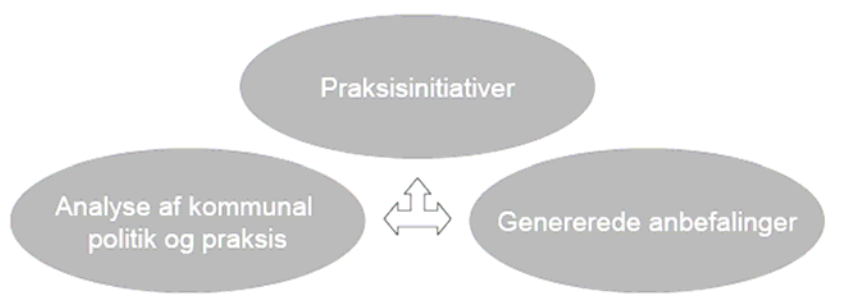 Praksisinitiativer
Analyse af kommunal
politik og praksis
Genererede anbefalinger